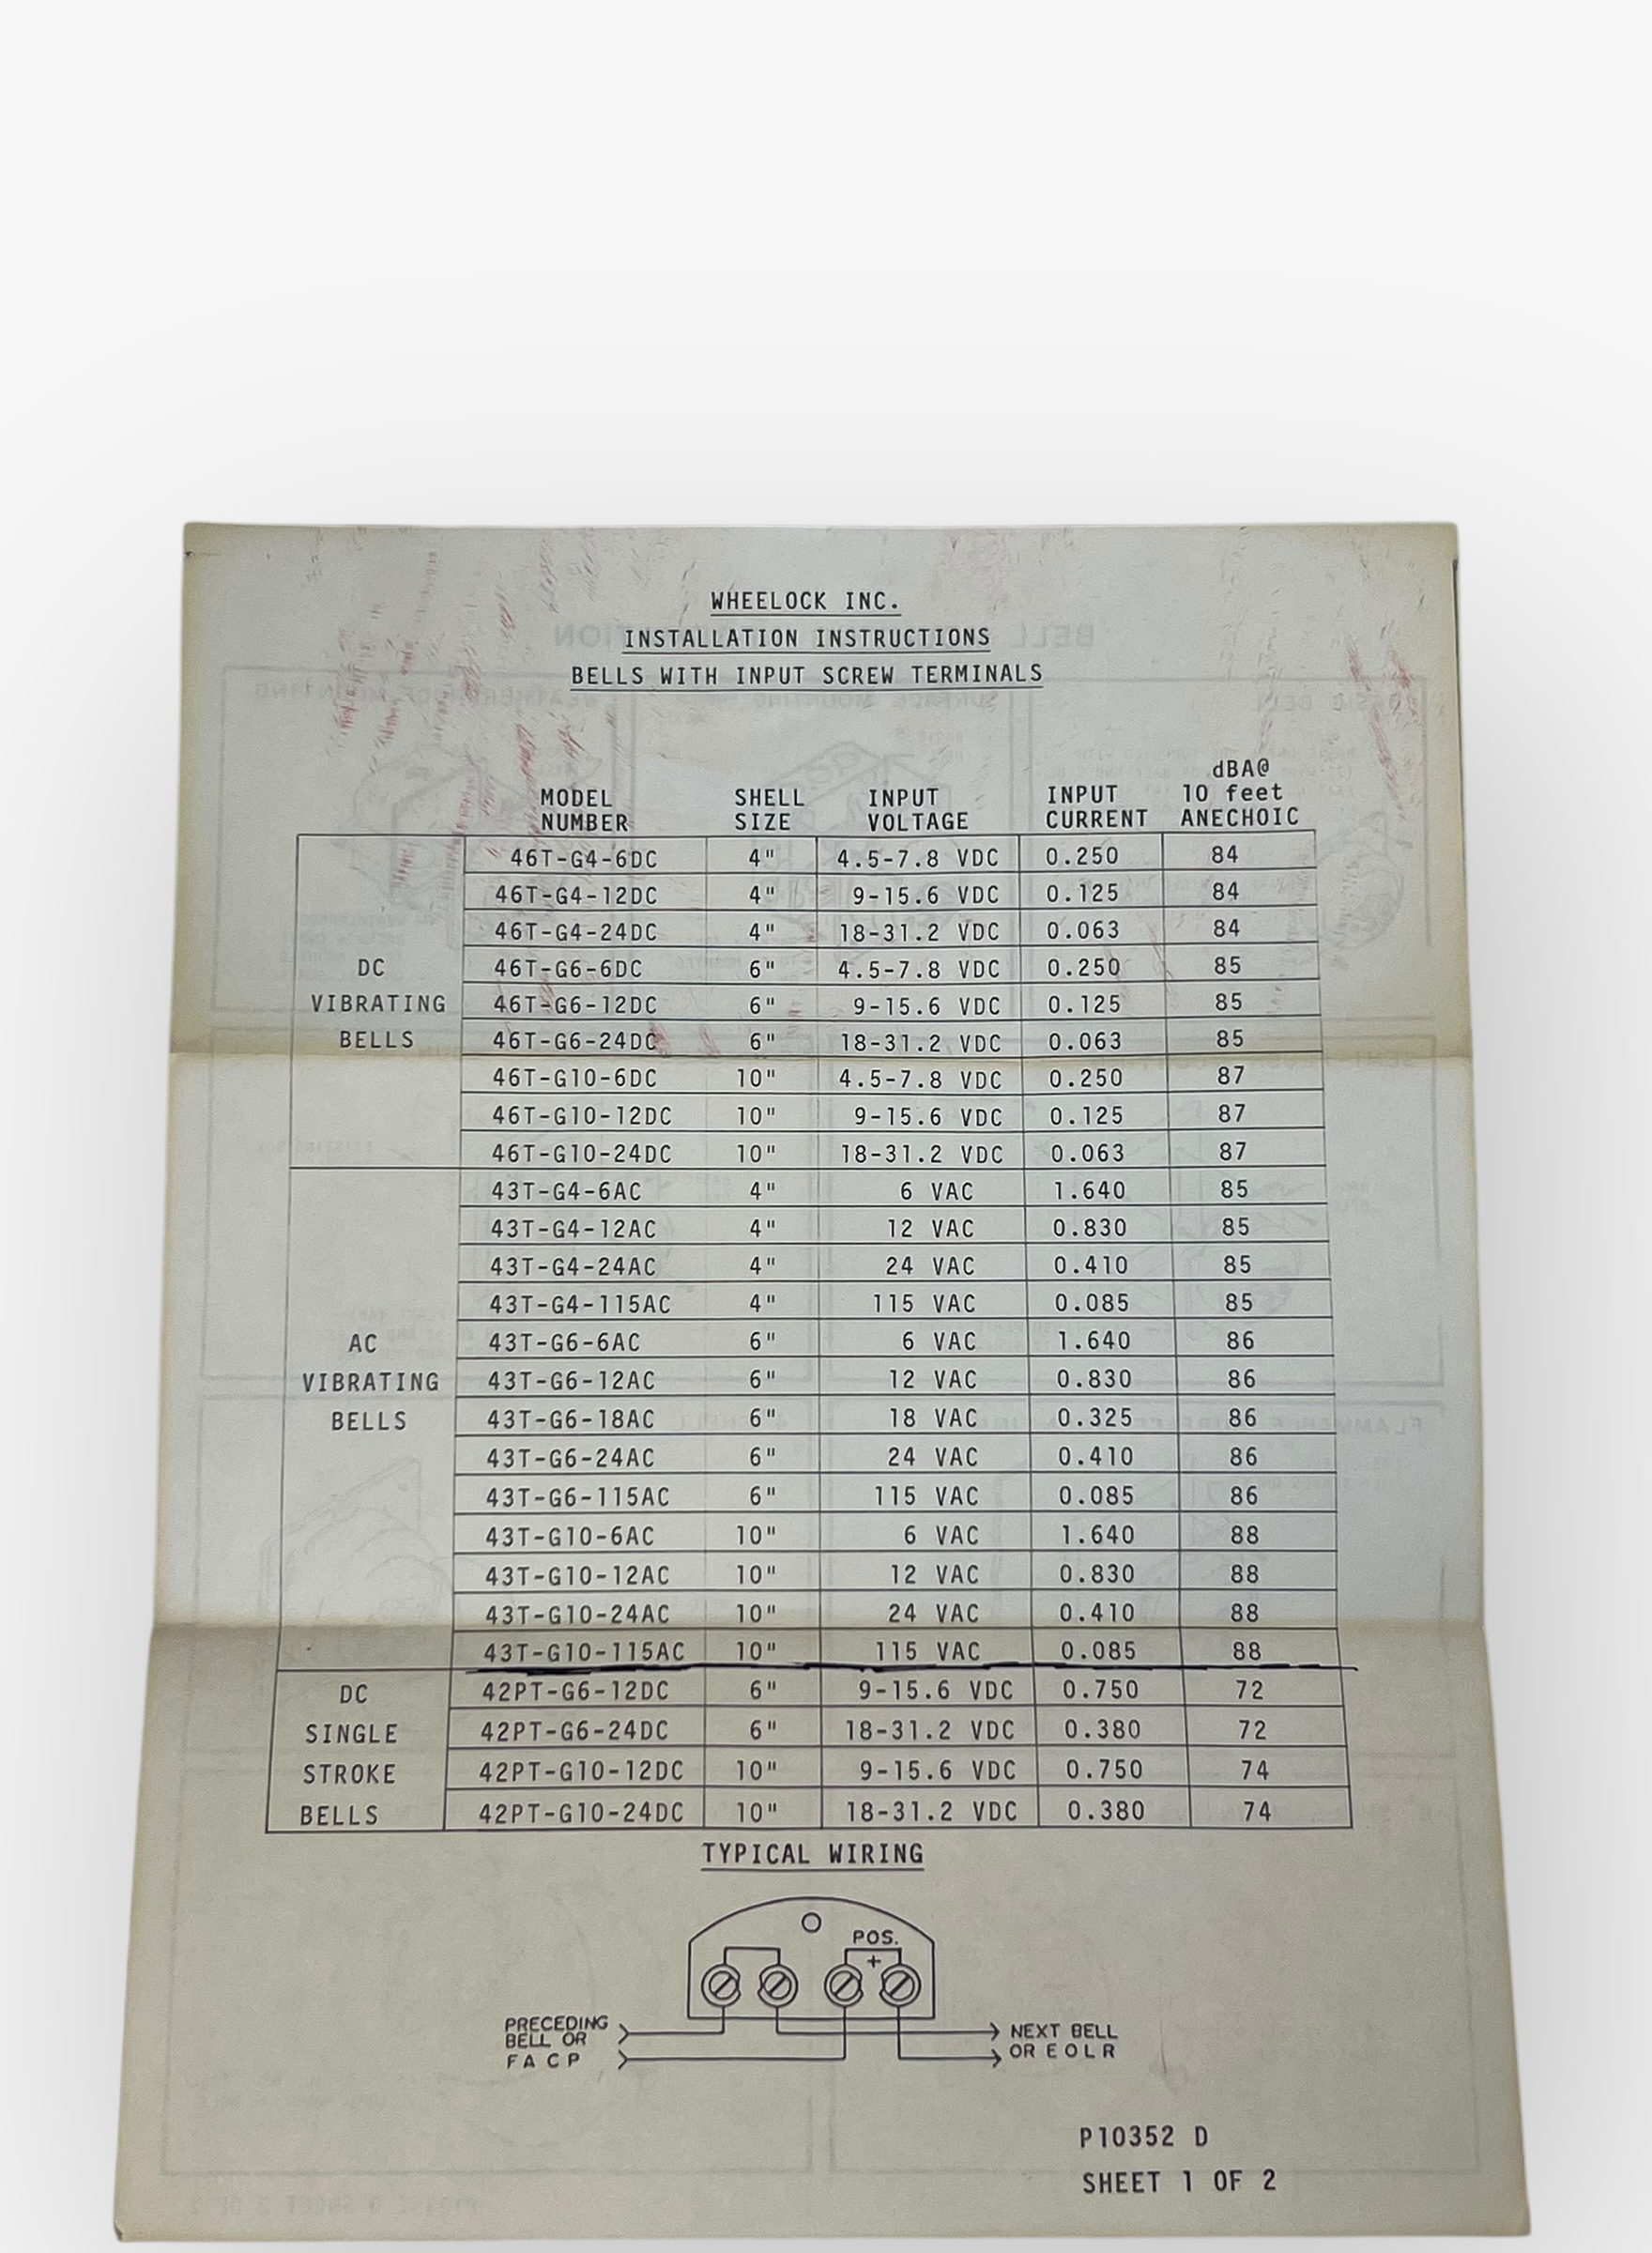 WHEELOCK INC.
INSTALLATION INSTRUCTIONS
BELLS WITH INPUT SCREW TERMINALS
MODEL NUMBER SHELL SIZE INPUT VOLTAGE INPUT CURRENT dBA@ 10 feet ANECHOIC
DC VIBRATING BELLS
46T-G4-6DC 4" 4.5-7.8 VDC 0.250 84
46T-G4-12DC 4" 9-15.6 VDC 0.125 84
46T-G4-24DC 4" 18-31.2 VDC 0.063 84
46T-G6-6DC 6" 4.5-7.8 VDC 0.250 85
46T-G6-12DC 6" 9-15.6 VDC 0.125 85
46T-G6-24DC 6" 18-31.2 VDC 0.063 85
46T-G10-6DC 10" 4.5-7.8 VDC 0.250 87
46T-G10-12DC 10" 9-15.6 VDC 0.125 87
46T-G10-24DC 10" 18-31.2 VDC 0.063 87
AC VIBRATING BELLS
43T-G4-6AC 4" 6 VAC 1.640 85
43T-G4-12AC 4" 12 VAC 0.830 85
43T-G4-24AC 4" 24 VAC 0.410 85
43T-G4-115AC 4" 115 VAC 0.085 85
43T-G6-6AC 6" 6 VAC 1.640 86
43T-G6-12AC 6" 12 VAC 0.830 86
43T-G6-18AC 6" 18 VAC 0.325 86
43T-G6-24AC 6" 24 VAC 0.410 86
43T-G6-115AC 6" 115 VAC 0.085 86
43T-G10-6AC 10" 6 VAC 1.640 88
43T-G10-12AC 10" 12 VAC 0.830 88
43T-G10-24AC 10" 24 VAC 0.410 88
43T-G10-115AC 10" 115 VAC 0.085 88
DC SINGLE STROKE BELLS
42PT-G6-12DC 6" 9-15.6 VDC 0.750 72
42PT-G6-24DC 6" 18-31.2 VDC 0.380 72
42PT-G10-12DC 10" 9-15.6 VDC 0.750 74
42PT-G10-24DC 10" 18-31.2 VDC 0.380 74
TYPICAL WIRING
POS.
+
PRECEDING
BELL OR
F A C P
NEXT BELL
OR E O L R
P10352 D
SHEET 1 OF 2